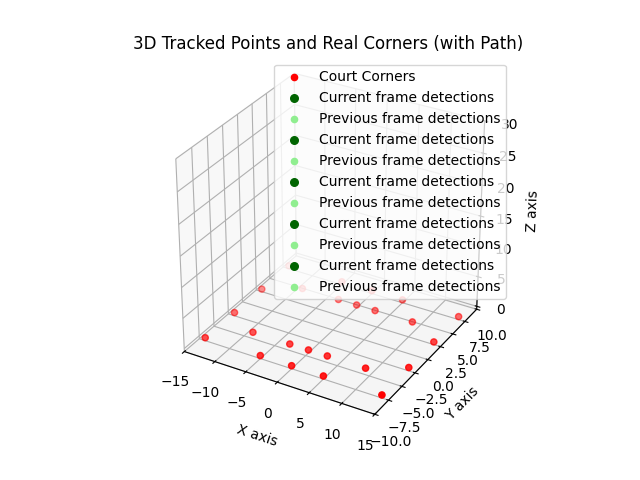 3D Tracked Points and Real Corners (with Path)
Court Corners
Current frame detections
Previous frame detections
Current frame detections
Previous frame detections
Current frame detections
Previous frame detections
Current frame detections
Previous frame detections
Current frame detections
Previous frame detections
30
25
20
15
10
5
0
Z axis
−15
−10
−5
0
5
10
15
X axis
−10.0
−7.5
−5.0
−2.5
0.0
2.5
5.0
7.5
10.0
Y axis